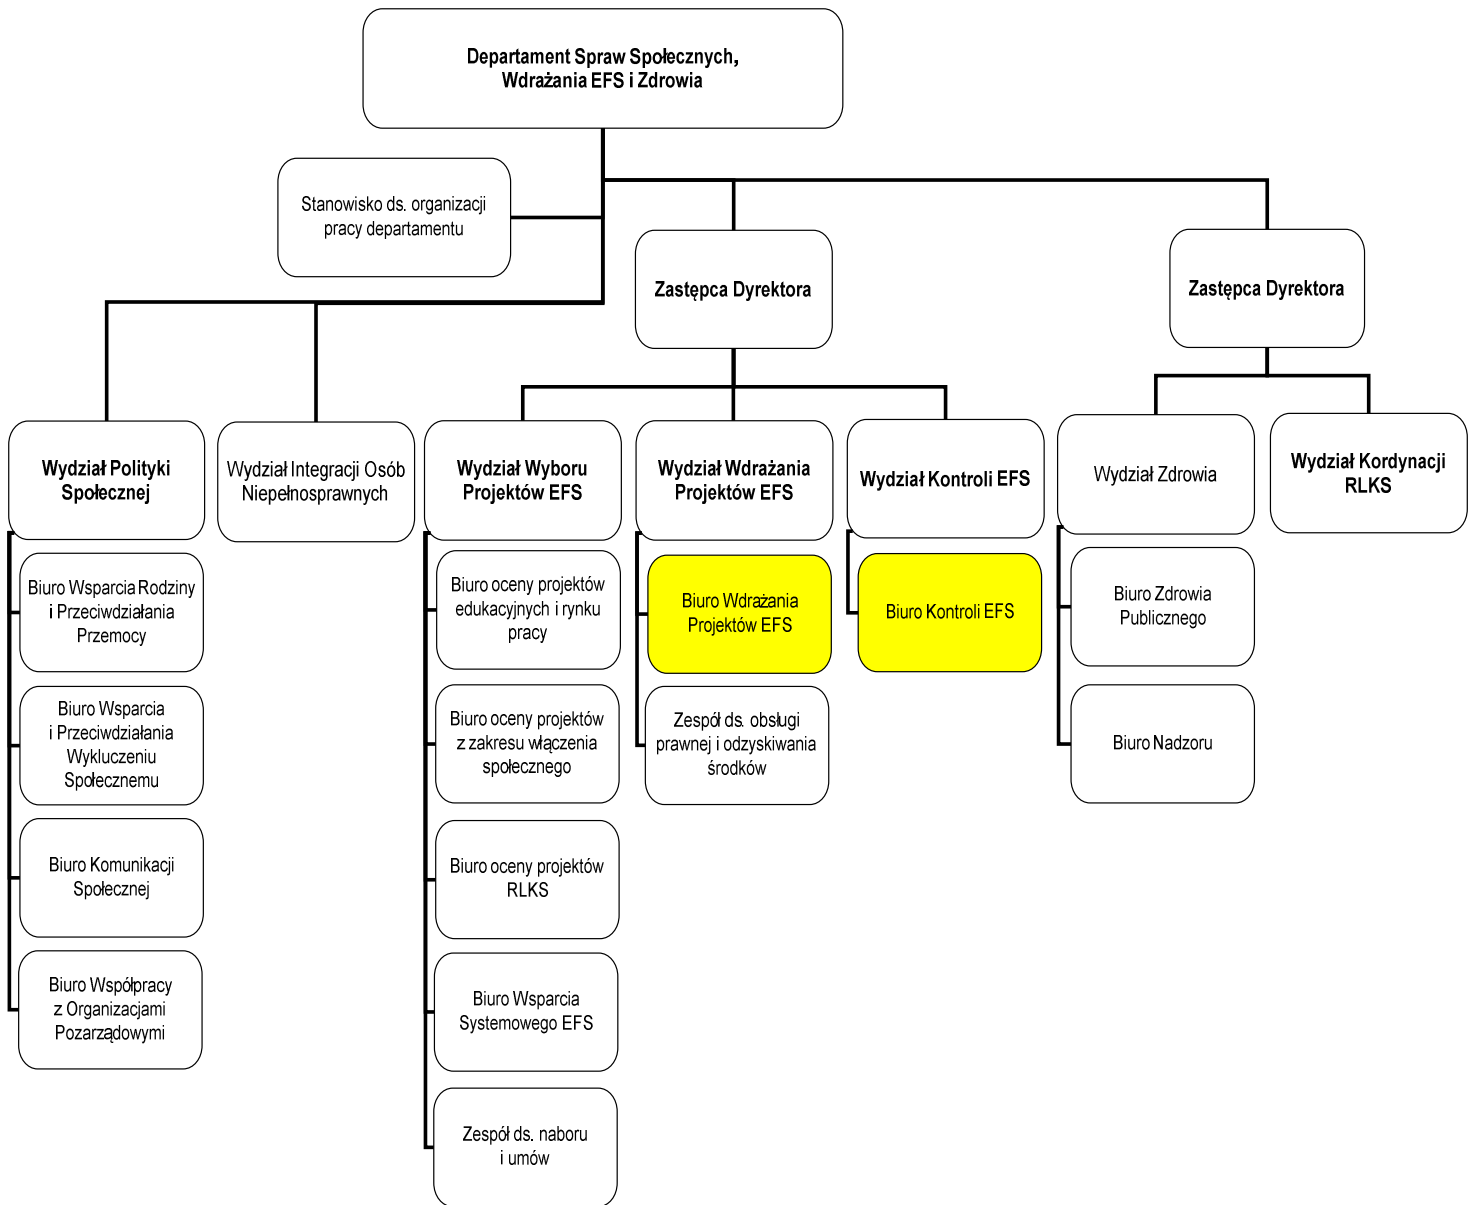 Departament Spraw Społecznych,
Wdrażania EFS i Zdrowia
Stanowisko ds. organizacji
pracy departamentu
Zastępca Dyrektora
Zastępca Dyrektora
Wydział Polityki
Społecznej
Wydział Integracji Osób
Niepełnosprawnych
Wydział Wyboru
Projektów EFS
Wydział Wdrażania
Projektów EFS
Wydział Kontroli EFS
Wydział Zdrowia
Wydział Kordynacji
RLKS
Biuro Wsparcia Rodziny
i Przeciwdziałania
Przemocy
Biuro Wsparcia
i Przeciwdziałania
Wykluczeniu
Społecznemu
Biuro Komunikacji
Społecznej
Biuro Współpracy
z Organizacjami
Pozarządowymi
Biuro oceny projektów
edukacyjnych i rynku
pracy
Biuro oceny projektów
z zakresu włączenia
społecznego
Biuro oceny projektów
RLKS
Biuro Wsparcia
Systemowego EFS
Zespół ds. naboru
i umów
Biuro Wdrażania
Projektów EFS
Zespół ds. obsługi
prawnej i odzyskiwania
środków
Biuro Kontroli EFS
Biuro Zdrowia
Publicznego
Biuro Nadzoru